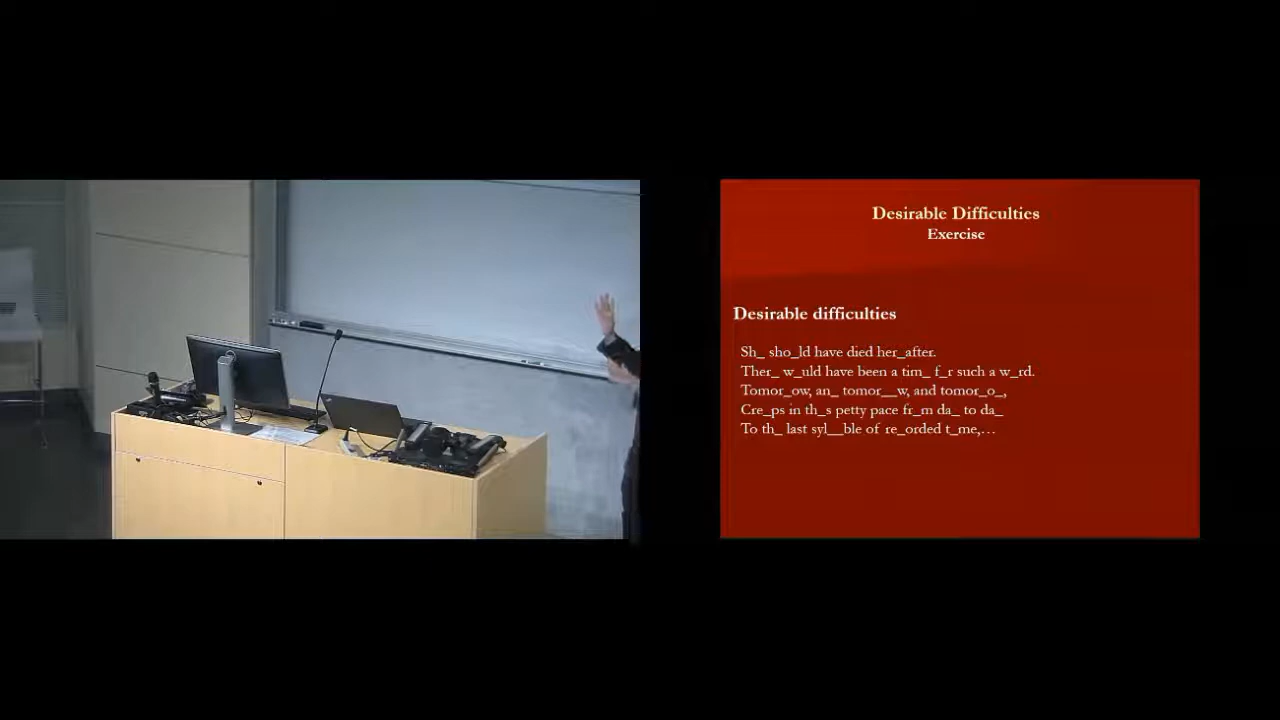 Desirable Difficulties
Exercise
Desirable difficulties
Sh_ sho_ld have died her_after.
Ther_ w_uld have been a tim_ f_r such a w_rd.
Tomor_ow, an_ tomor__w, and tomor_o_,
Cre_ps in th_s petty pace fr_m da_ to da_
To th_ last syl__ble of re_orded t_me,…